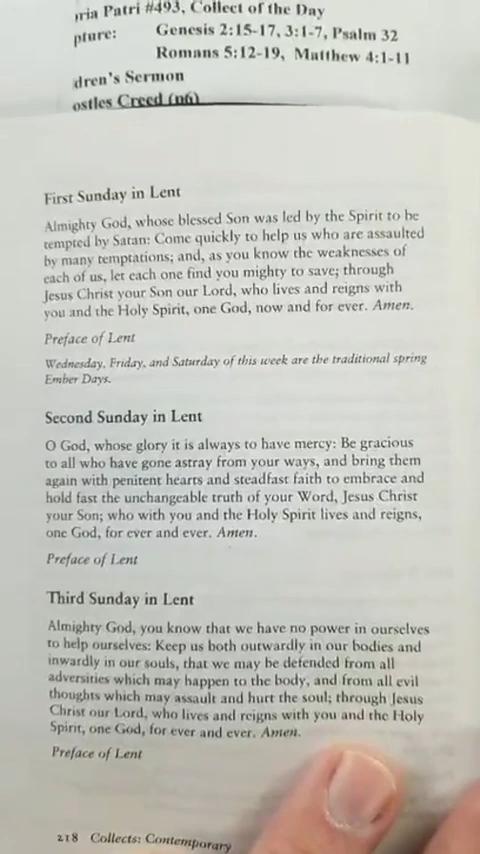 ria Patri #493, Collect of the Day
pture: Genesis 2:15-17, 3:1-7, Psalm 32
Romans 5:12-19, Matthew 4:1-11
dren's Sermon
ostles Creed (p6)
First Sunday in Lent
Almighty God, whose blessed Son was led by the Spirit to be
tempted by Satan: Come quickly to help us who are assaulted
by many temptations; and, as you know the weaknesses of
each of us, let each one find you mighty to save; through
Jesus Christ your Son our Lord, who lives and reigns with
you and the Holy Spirit, one God, now and for ever. Amen.
Preface of Lent
Wednesday, Friday, and Saturday of this week are the traditional spring
Ember Days.
Second Sunday in Lent
O God, whose glory it is always to have mercy: Be gracious
to all who have gone astray from your ways, and bring them
again with penitent hearts and steadfast faith to embrace and
hold fast the unchangeable truth of your Word, Jesus Christ
your Son; who with you and the Holy Spirit lives and reigns,
one God, for ever and ever. Amen.
Preface of Lent
Third Sunday in Lent
Almighty God, you know that we have no power in ourselves
to help ourselves: Keep us both outwardly in our bodies and
inwardly in our souls, that we may be defended from all
adversities which may happen to the body, and from all evil
thoughts which may assault and hurt the soul; through Jesus
Christ our Lord, who lives and reigns with you and the Holy
Spirit, one God, for ever and ever. Amen.
Preface of Lent
218 Collects: Contemporary